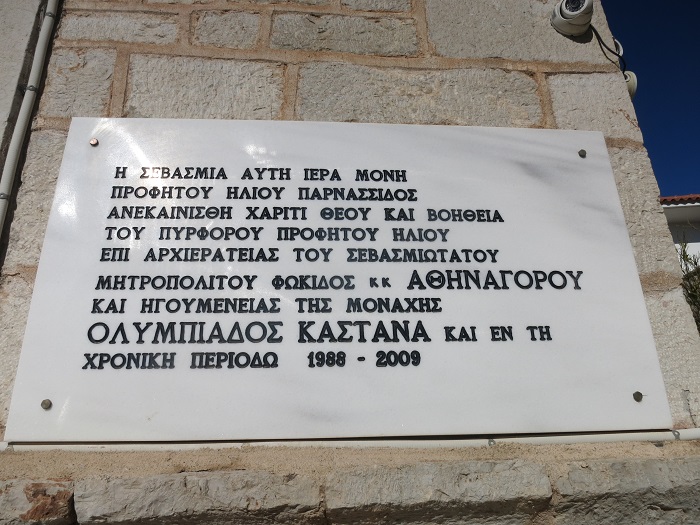 Η ΣΕΒΑΣΜΙΑ ΑΥΤΗ ΙΕΡΑ ΜΟΝΗ
ΠΡΟΦΗΤΟΥ ΗΛΙΟΥ ΠΑΡΝΑΣΣΙΔΟΣ
ΑΝΕΚΑΙΝΙΣΘΗ ΧΑΡΙΤΙ ΘΕΟΥ ΚΑΙ ΒΟΗΘΕΙΑ
ΤΟΥ ΠΥΡΦΟΡΟΥ ΠΡΟΦΗΤΟΥ ΗΛΙΟΥ
ΕΠΙ ΑΡΧΙΕΡΑΤΕΙΑΣ ΤΟΥ ΣΕΒΑΣΜΙΩΤΑΤΟΥ
ΜΗΤΡΟΠΟΛΙΤΟΥ ΦΩΚΙΔΟΣ κκ ΑΘΗΝΑΓΟΡΟΥ
ΚΑΙ ΗΓΟΥΜΕΝΕΙΑΣ ΤΗΣ ΜΟΝΑΧΗΣ
ΟΛΥΜΠΙΑΔΟΣ ΚΑΣΤΑΝΑ ΚΑΙ ΕΝ ΤΗ
ΧΡΟΝΙΚΗ ΠΕΡΙΟΔΩ 1988 - 2009